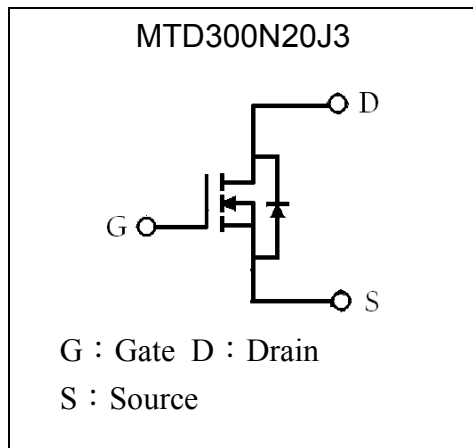 MTD300N20J3
D
G
S
G：Gate D：Drain
S：Source